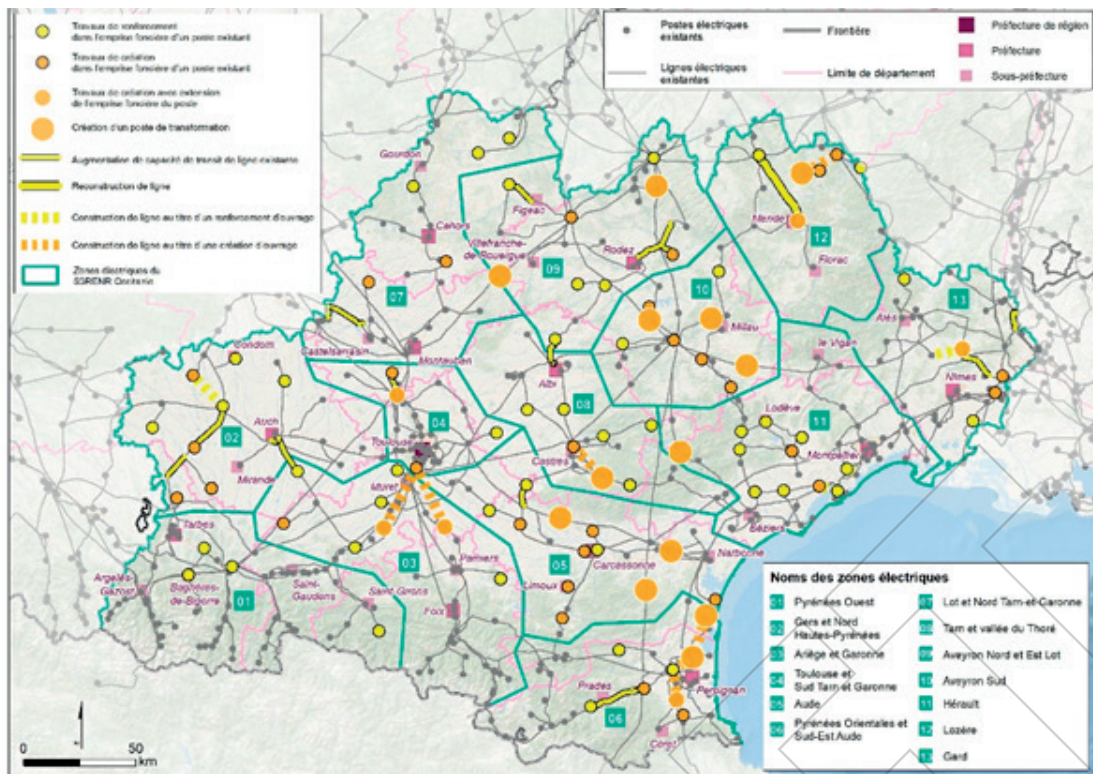 Travaux de renforcement
dans l'emprise foncière d'un poste existant
Travaux de création
dans l'emprise foncière d'un poste existant
Travaux de création avec extension
de l'emprise foncière du poste
Création d'un poste de transformation
Augmentation de capacité de transit de ligne existante
Reconstruction de ligne
Construction de ligne au titre d'un renforcement d'ouvrage
Construction de ligne au titre d'une création d'ouvrage
Zones électriques du
S3RENR Occitanie
Postes électriques
existants
Frontière
Préfecture de région
Préfecture
Lignes électriques
existantes
Limite de département
Sous-préfecture
Gourdon
Cahors
Figeac
Villefranche-
de-Rouergue
Rodez
Mende
Florac
12
09
10
07
13
Alès
Castelsarrasin
Montauban
Millau
le Vigan
Condom
Albi
Nîmes
08
04
Lodève
11
Auch
02
Toulouse
Castres
Montpellier
Mirande
Muret
Béziers
Tarbes
03
Pamiers
05
Carcassonne
Narbonne
Limoux
Argelès-
Gazost
Bagnères-
de-Bigorre
01
Saint-
Gaudens
Saint Girons
Foix
Prades
Perpignan
06
Céret
0
50
km
Noms des zones électriques
01 Pyrénées Ouest
02 Gers et Nord
Hautes-Pyrénées
03 Ariège et Garonne
04 Toulouse et
Sud Tarn et Garonne
05 Aude
06 Pyrénées Orientales et
Sud-Est Aude
07 Lot et Nord Tarn-et-Garonne
08 Tarn et vallée du Thoré
09 Aveyron Nord et Est Lot
10 Aveyron Sud
11 Hérault
12 Lozère
13 Gard